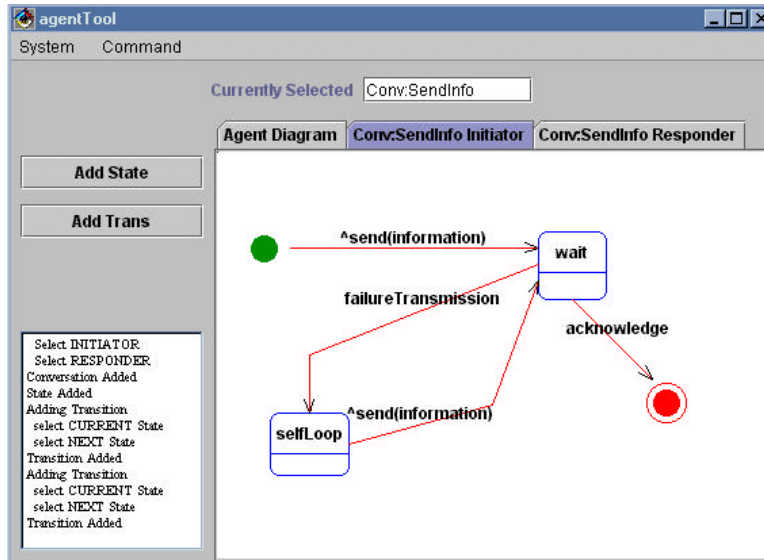 agentTool
System Command
Currently Selected Conv:SendInfo
Agent Diagram Conv:SendInfo Initiator Conv:SendInfo Responder
Add State
Add Trans
^send(information)
wait
failureTransmission
acknowledge
^send(information)
selfLoop
Select INITIATOR
Select RESPONDER
Conversation Added
State Added
Adding Transition
select CURRENT State
select NEXT State
Transition Added
Adding Transition
select CURRENT State
select NEXT State
Transition Added